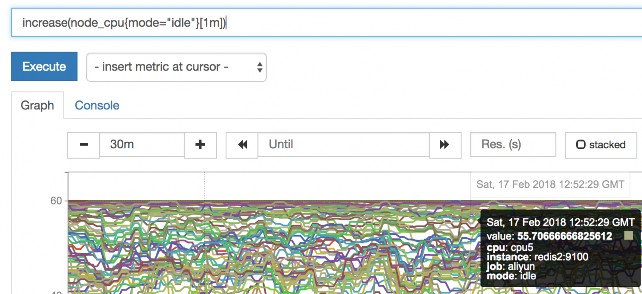 increase(node_cpu{mode="idle"}[1m])
Execute
- insert metric at cursor -
Graph Console
− 30m + Until Res. (s) stacked
Sat, 17 Feb 2018 12:52:29 GMT
60
Sat, 17 Feb 2018 12:52:29 GMT
value: 55.70666666825612
cpu: cpu5
instance: redis2:9100
job: aliyun
mode: idle